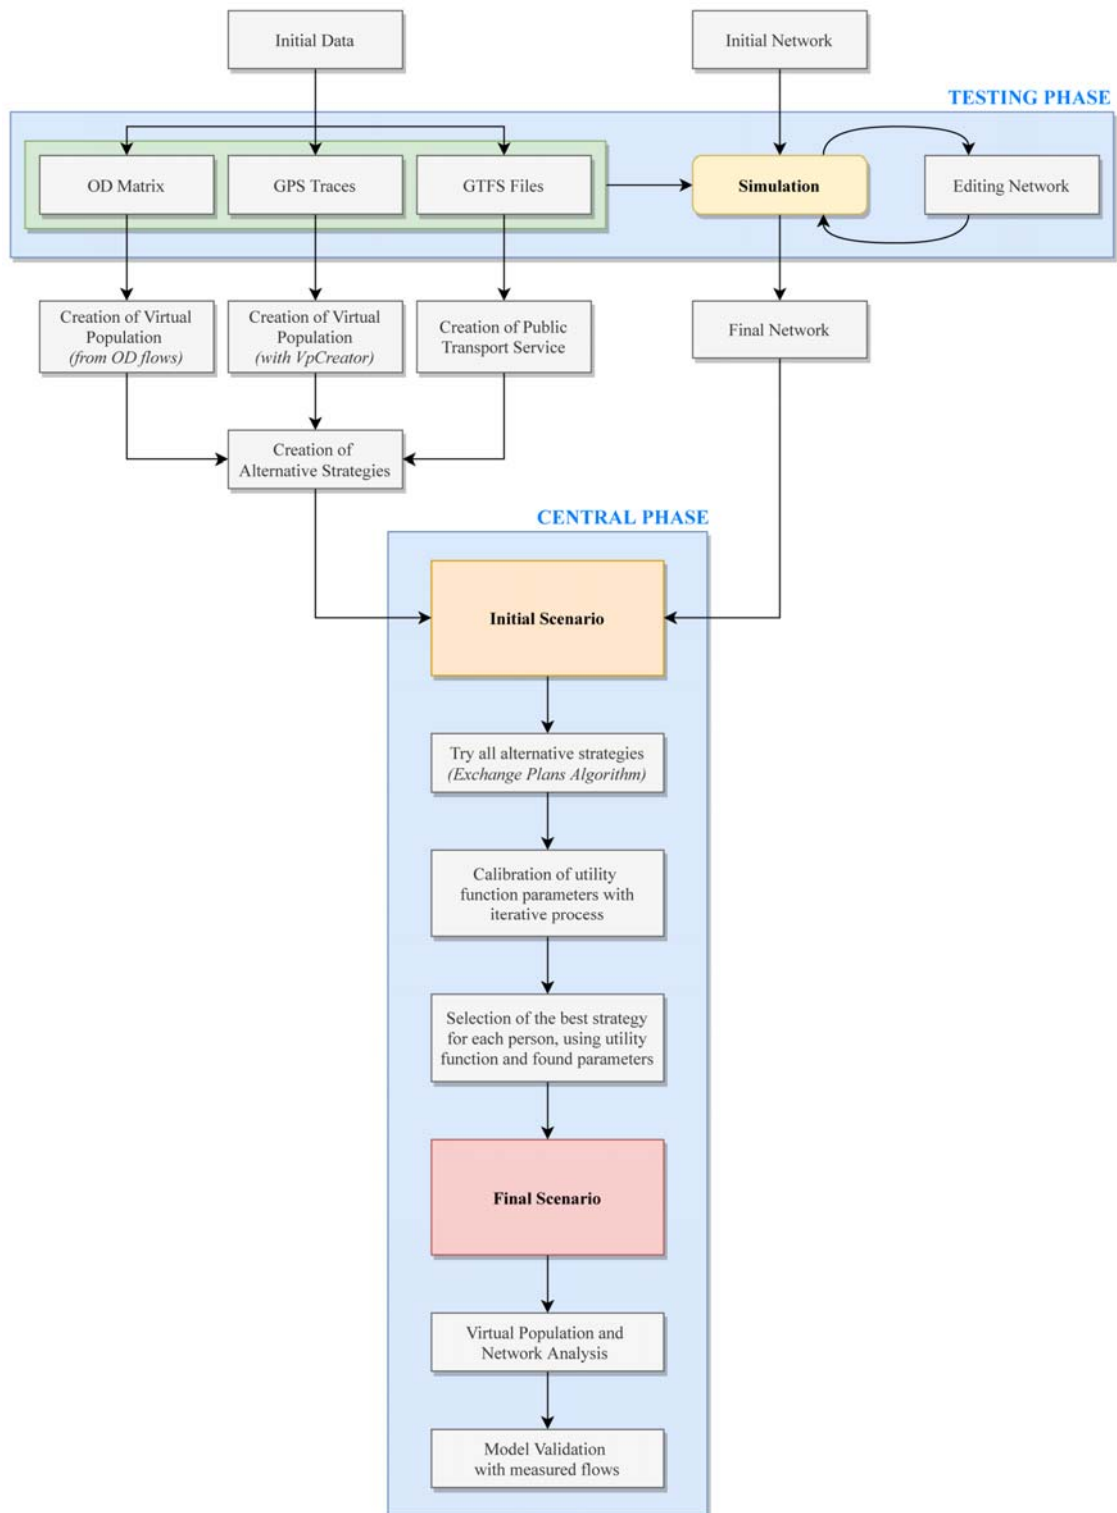 Initial Data
Initial Network
TESTING PHASE
OD Matrix
GPS Traces
GTFS Files
Simulation
Editing Network
Creation of Virtual
Population
(from OD flows)
Creation of Virtual
Population
(with VpCreator)
Creation of Public
Transport Service
Final Network
Creation of
Alternative Strategies
CENTRAL PHASE
Initial Scenario
Try all alternative strategies
(Exchange Plans Algorithm)
Calibration of utility
function parameters with
iterative process
Selection of the best strategy
for each person, using utility
function and found parameters
Final Scenario
Virtual Population and
Network Analysis
Model Validation
with measured flows